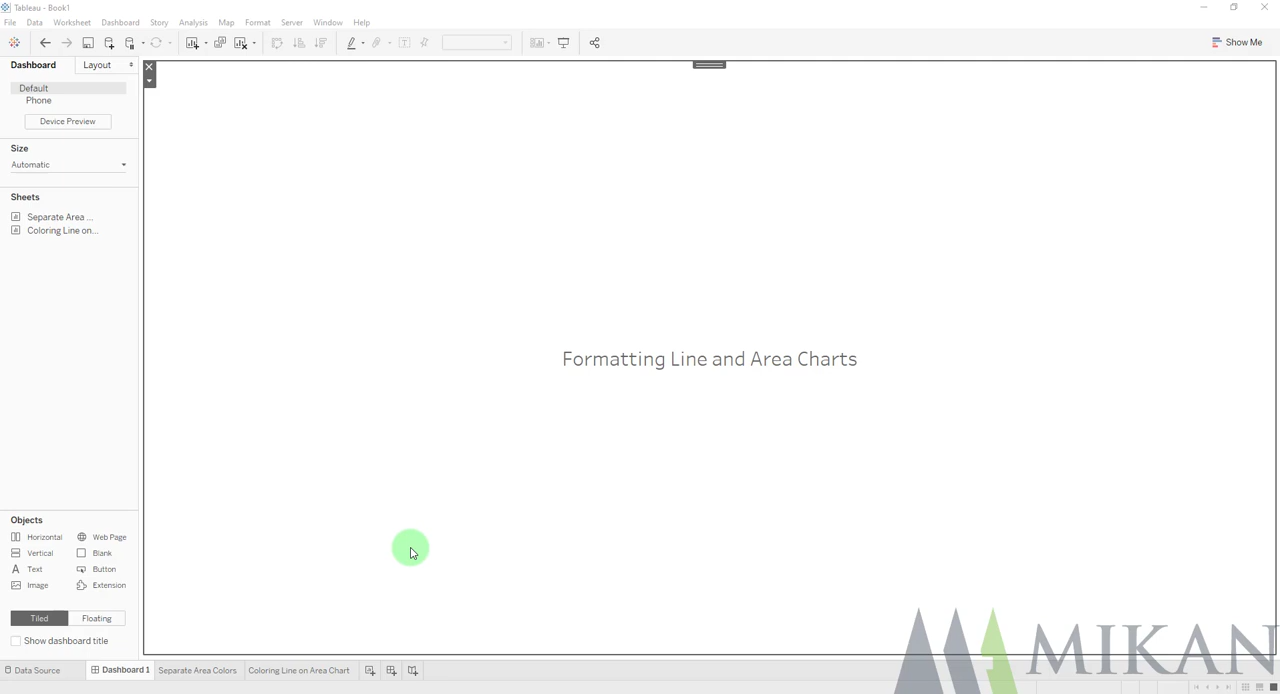 Tableau - Book1
File Data Worksheet Dashboard Story Analysis Map Format Server Window Help
Show Me
Dashboard Layout
Default
Phone
Device Preview
Size
Automatic
Sheets
Separate Area ...
Coloring Line on...
Formatting Line and Area Charts
Objects
Horizontal Web Page
Vertical Blank
Text Button
Image Extension
Tiled Floating
Show dashboard title
MIKAN
Data Source Dashboard 1 Separate Area Colors Coloring Line on Area Chart